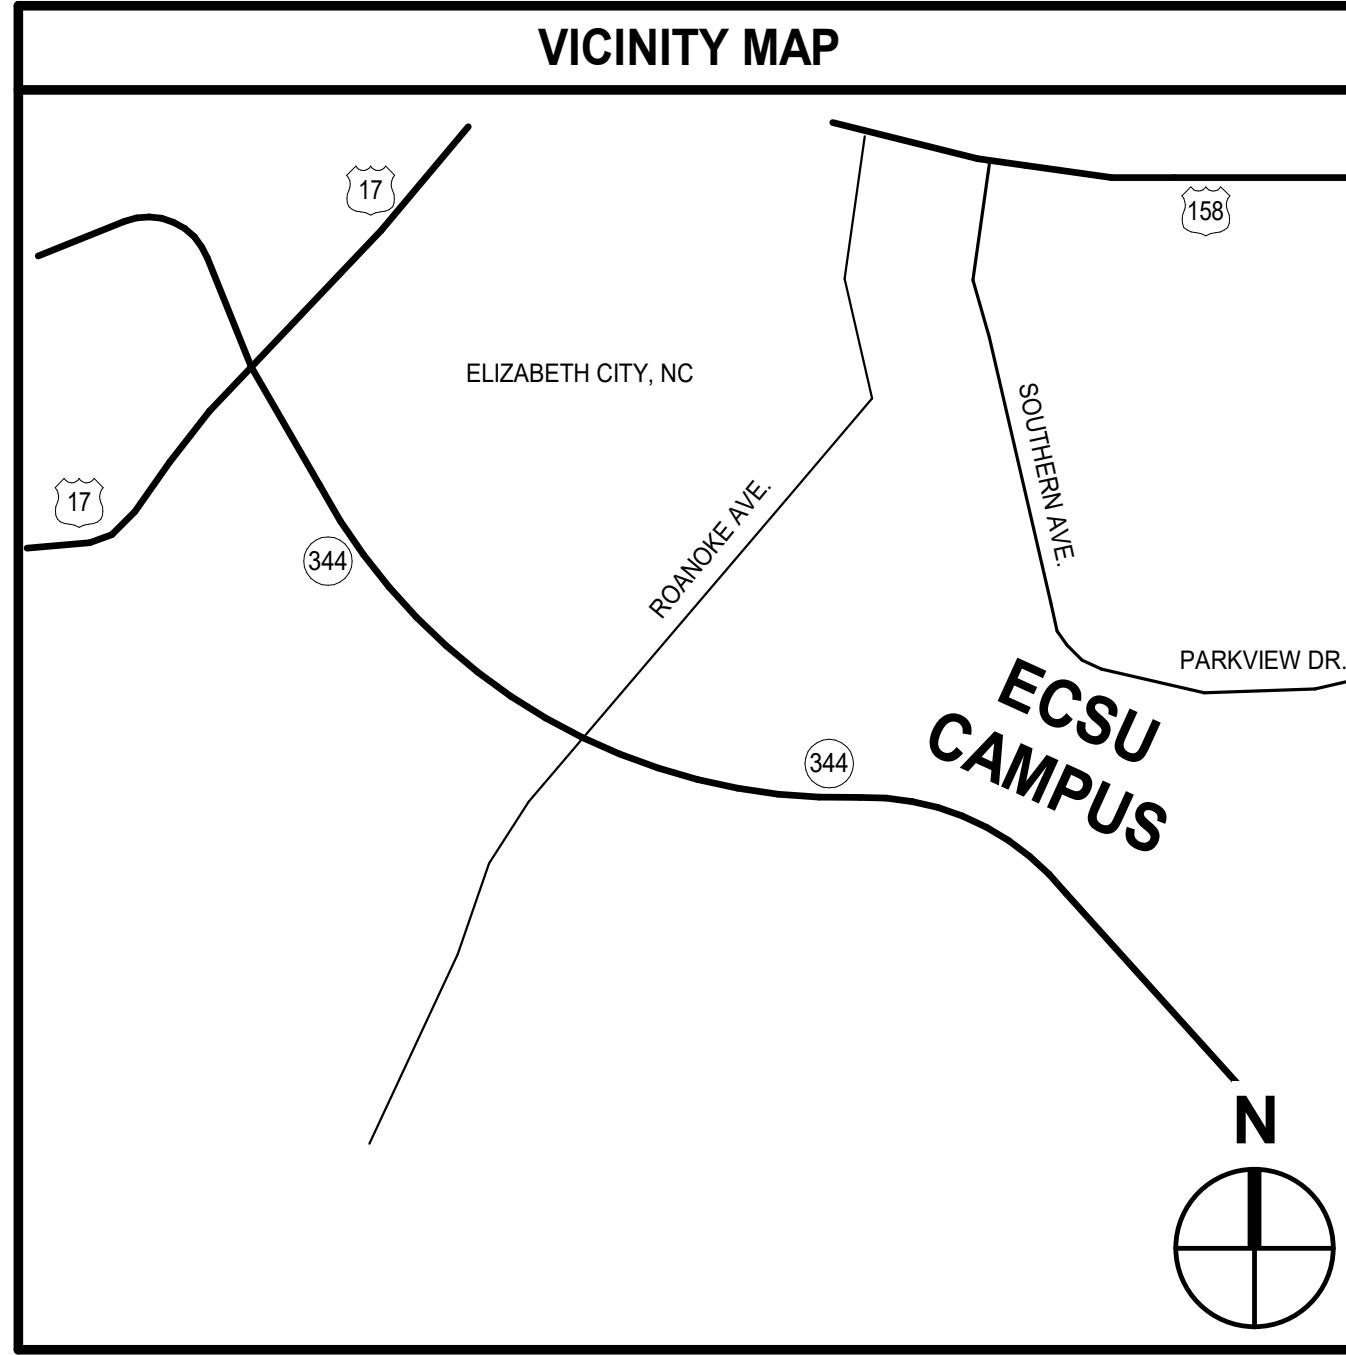 VICINITY MAP
17
158
ELIZABETH CITY, NC
SOUTHERN AVE.
17
ROANOKE AVE.
344
PARKVIEW DR.
ECSU
CAMPUS
344
N